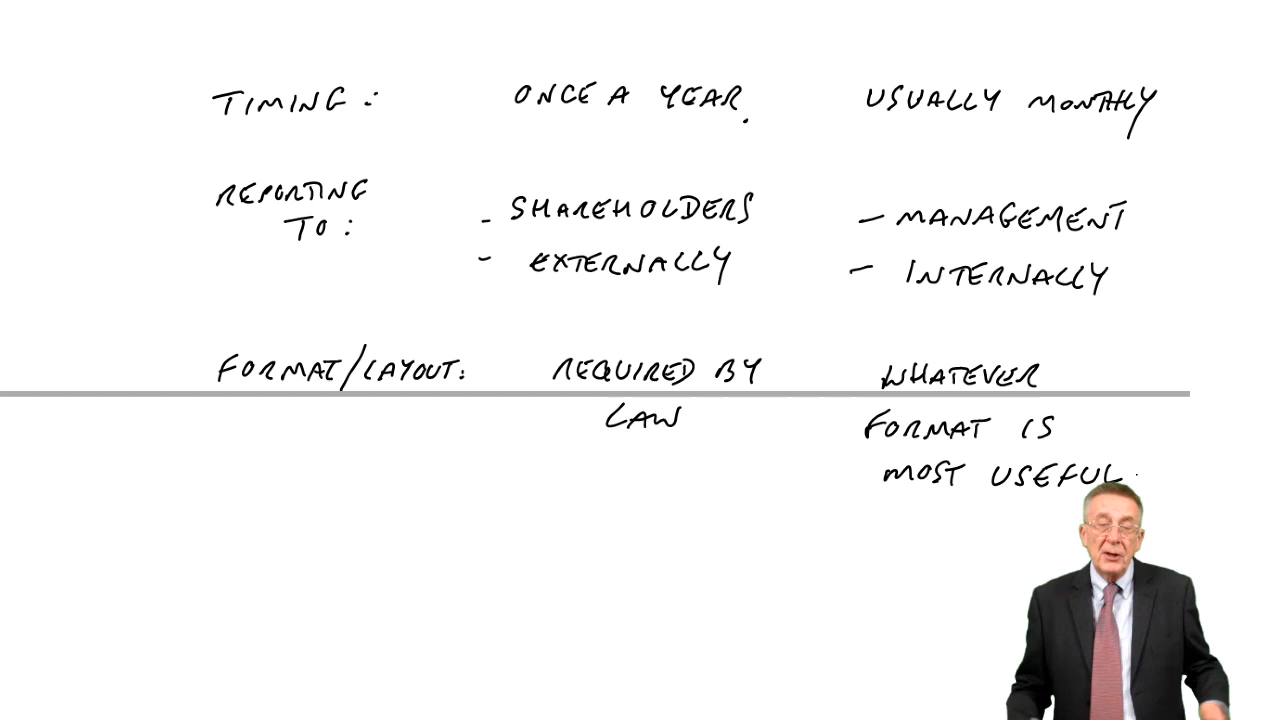 TIMING: ONCE A YEAR. USUALLY MONTHLY
REPORTING
TO: - SHAREHOLDERS - MANAGEMENT
- EXTERNALLY - INTERNALLY
FORMAT/LAYOUT: REQUIRED BY WHATEVER
LAW FORMAT IS
MOST USEFUL.